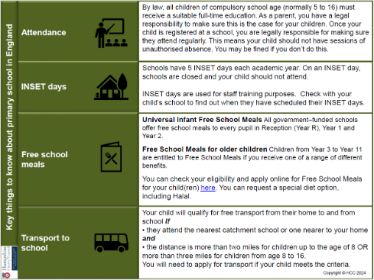 Key things to know about primary school in England
Attendance
By law, all children of compulsory school age (normally 5 to 16) must
receive a suitable full-time education. As a parent, you have a legal
responsibility to make sure this is the case for your children. Once your
child is registered at a school, you are legally responsible for making sure
they attend regularly. This means your child should not have sessions of
unauthorised absence. You may be fined if you don't do this.
INSET days
Schools have 5 INSET days each academic year. On an INSET day,
schools are closed and your child should not attend.
INSET days are used for staff training purposes. Check with your
child's school to find out when they have scheduled their INSET days.
Free school
meals
Universal Infant Free School Meals All government–funded schools
offer free school meals to every pupil in Reception (Year R), Year 1 and
Year 2.
Free School Meals for older children Children from Year 3 to Year 11
are entitled to Free School Meals if you receive one of a range of different
benefits.
You can check your eligibility and apply online for Free School Meals
for your child(ren) here. You can request a special diet option,
including Halal.
Transport to
school
Your child will qualify for free transport from their home to and from
school if
• they attend the nearest catchment school or one nearer to your home
and
• the distance is more than two miles for children up to the age of 8 OR
more than three miles for children from age 8 to 16.
You will need to apply for transport if your child meets the criteria.
Copyright © HCC 2024